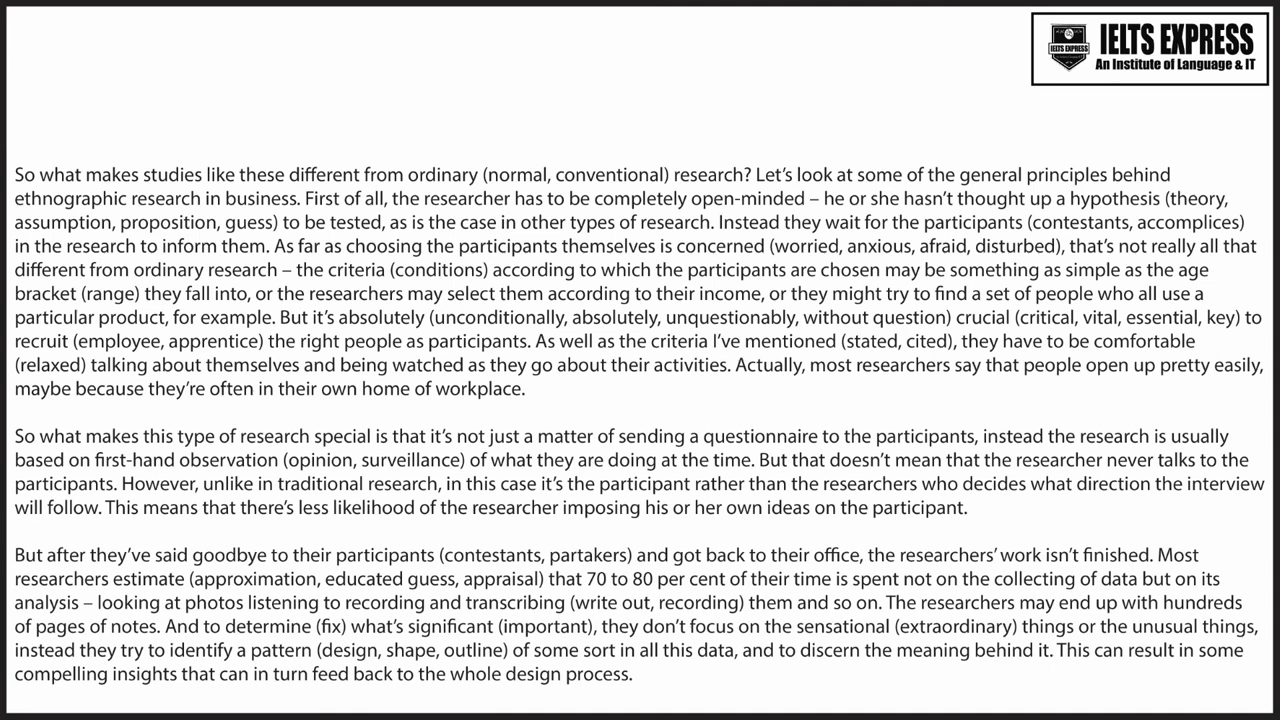 IELTS EXPRESS
IELTS EXPRESS
An Institute of Language & IT
So what makes studies like these different from ordinary (normal, conventional) research? Let's look at some of the general principles behind
ethnographic research in business. First of all, the researcher has to be completely open-minded – he or she hasn't thought up a hypothesis (theory,
assumption, proposition, guess) to be tested, as is the case in other types of research. Instead they wait for the participants (contestants, accomplices)
in the research to inform them. As far as choosing the participants themselves is concerned (worried, anxious, afraid, disturbed), that's not really all that
different from ordinary research – the criteria (conditions) according to which the participants are chosen may be something as simple as the age
bracket (range) they fall into, or the researchers may select them according to their income, or they might try to find a set of people who all use a
particular product, for example. But it's absolutely (unconditionally, absolutely, unquestionably, without question) crucial (critical, vital, essential, key) to
recruit (employee, apprentice) the right people as participants. As well as the criteria I've mentioned (stated, cited), they have to be comfortable
(relaxed) talking about themselves and being watched as they go about their activities. Actually, most researchers say that people open up pretty easily,
maybe because they're often in their own home of workplace.
So what makes this type of research special is that it's not just a matter of sending a questionnaire to the participants, instead the research is usually
based on first-hand observation (opinion, surveillance) of what they are doing at the time. But that doesn't mean that the researcher never talks to the
participants. However, unlike in traditional research, in this case it's the participant rather than the researchers who decides what direction the interview
will follow. This means that there's less likelihood of the researcher imposing his or her own ideas on the participant.
But after they've said goodbye to their participants (contestants, partakers) and got back to their office, the researchers' work isn't finished. Most
researchers estimate (approximation, educated guess, appraisal) that 70 to 80 per cent of their time is spent not on the collecting of data but on its
analysis – looking at photos listening to recording and transcribing (write out, recording) them and so on. The researchers may end up with hundreds
of pages of notes. And to determine (fix) what's significant (important), they don't focus on the sensational (extraordinary) things or the unusual things,
instead they try to identify a pattern (design, shape, outline) of some sort in all this data, and to discern the meaning behind it. This can result in some
compelling insights that can in turn feed back to the whole design process.